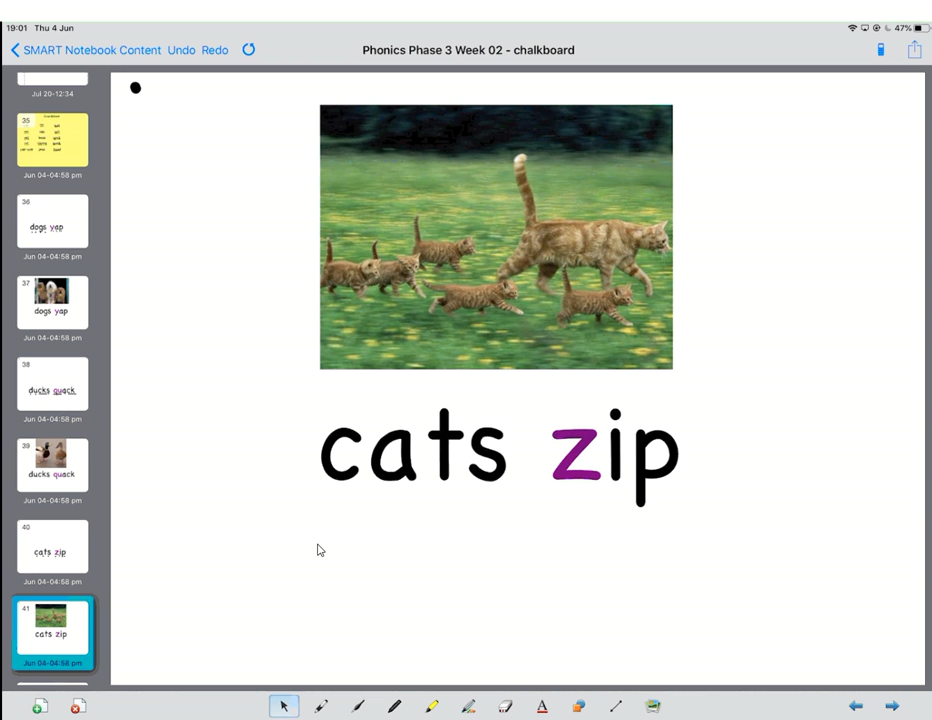 19:01 Thu 4 Jun
47%
SMART Notebook Content Undo Redo
Phonics Phase 3 Week 02 - chalkboard
Jul 20-12:34
35
Jun 04-04:58 pm
36
dogs yap
Jun 04-04:58 pm
37
dogs yap
Jun 04-04:58 pm
38
ducks quack
Jun 04-04:58 pm
39
ducks quack
Jun 04-04:58 pm
40
cats zip
Jun 04-04:58 pm
41
cats zip
Jun 04-04:58 pm
cats zip
A